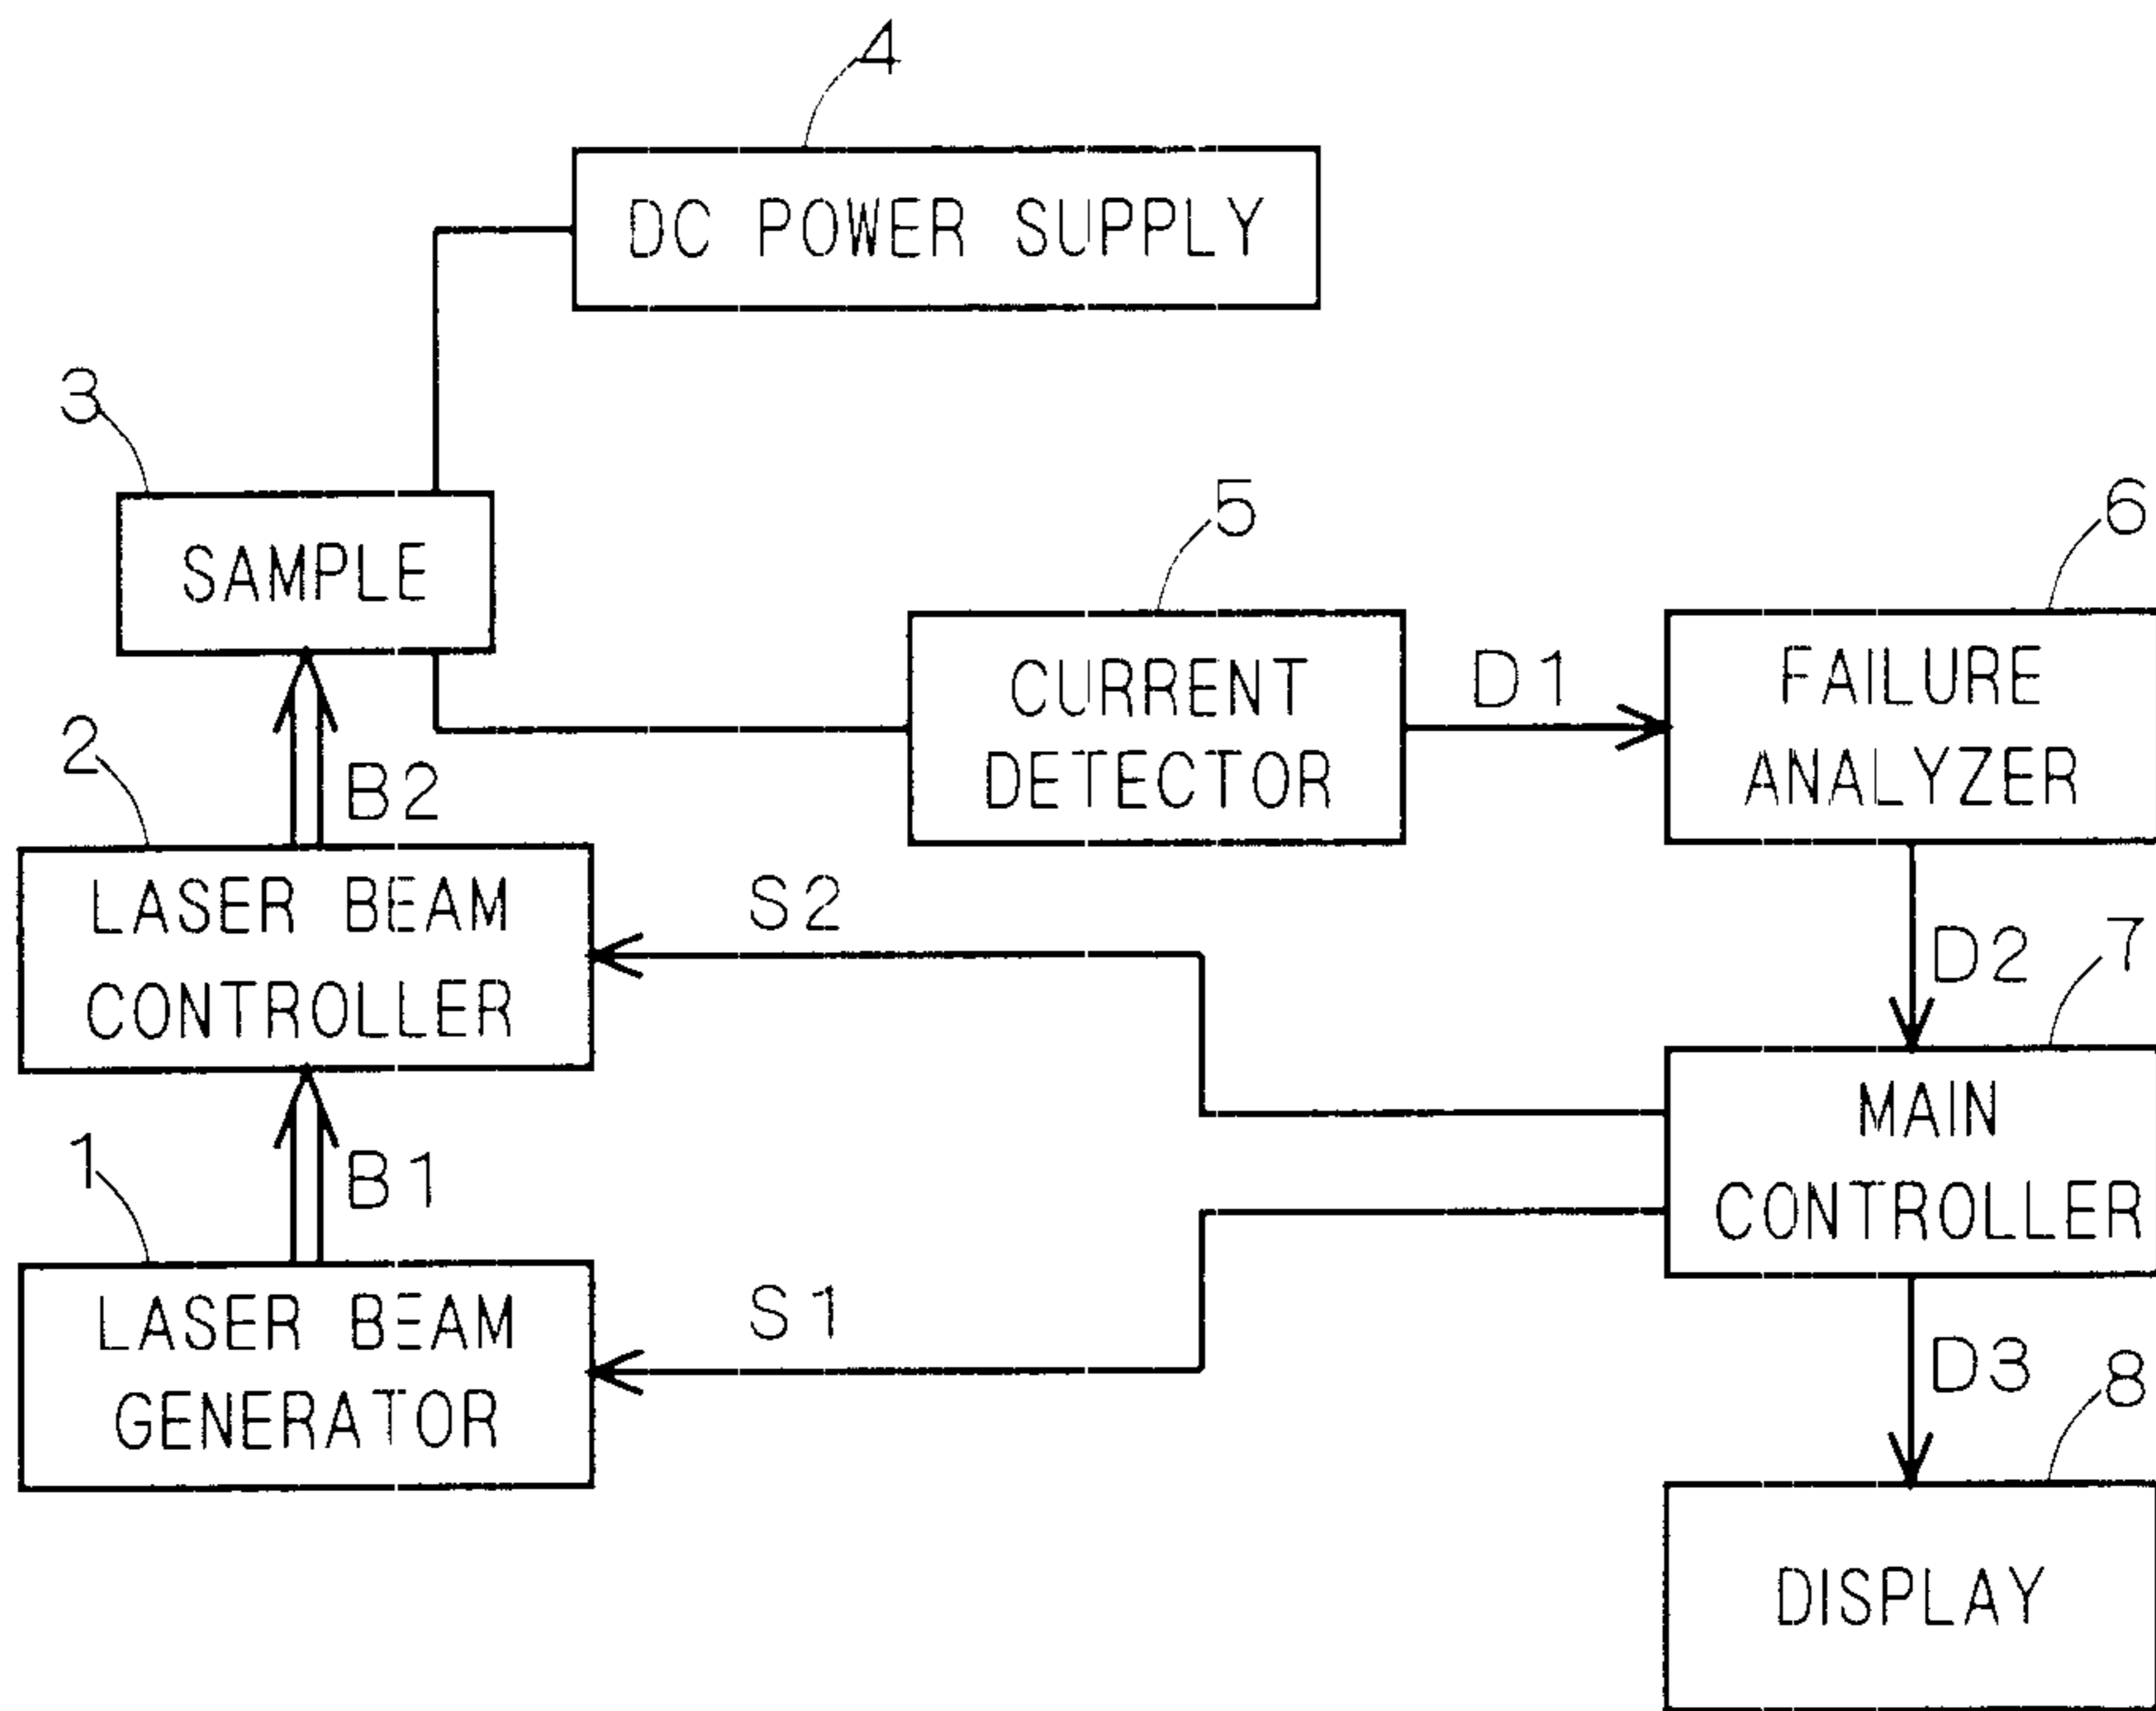 4
DC POWER SUPPLY
3
SAMPLE
5
CURRENT
DETECTOR
D1
6
FAILURE
ANALYZER
2
B2
LASER BEAM
CONTROLLER
S2
D2
7
MAIN
CONTROLLER
1
B1
LASER BEAM
GENERATOR
S1
D3
8
DISPLAY